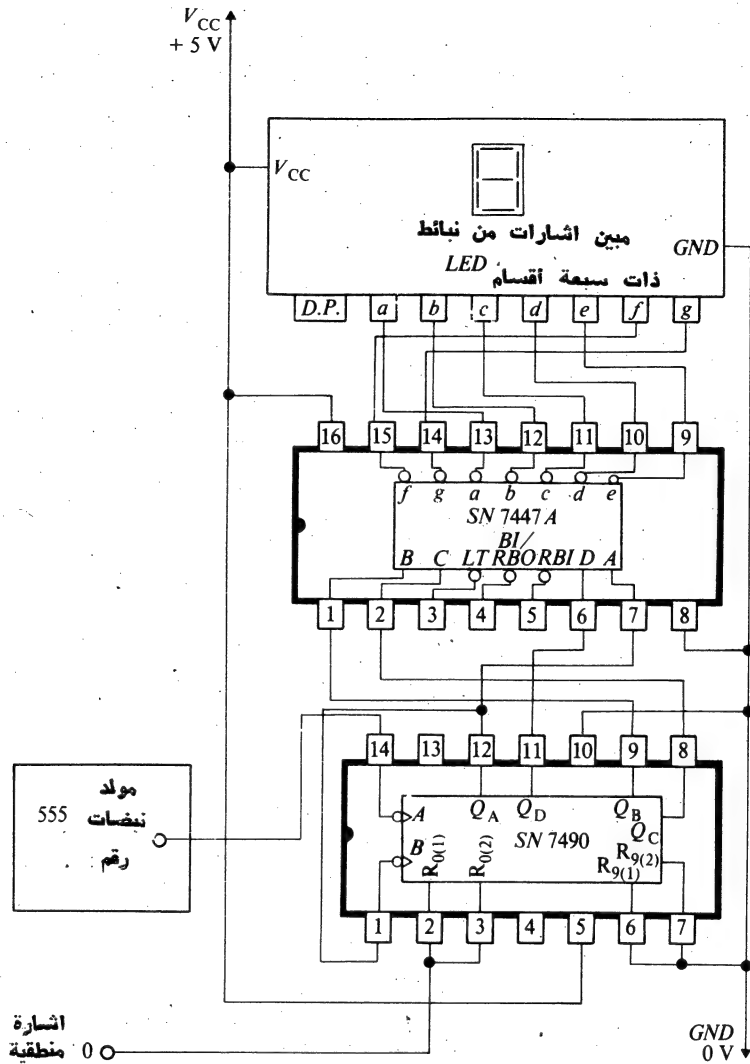 V_CC
+ 5 V
V_CC
مبين اشارات من نبائط
GND
LED
ذات سبعة أقسام
D.P. a b c d e f g
16 15 14 13 12 11 10 9
f g a b c d e
SN 7447A
BI/
B C LT RBO RBI D A
1 2 3 4 5 6 7 8
14 13 12 11 10 9 8
مولد
555 نبضات
رقم
A Q_A Q_D Q_B
Q_C
B R_0(1) R_0(2) SN 7490 R_9(2)
R_9(1)
1 2 3 4 5 6 7
اشارة
منطقية 0
GND
0 V